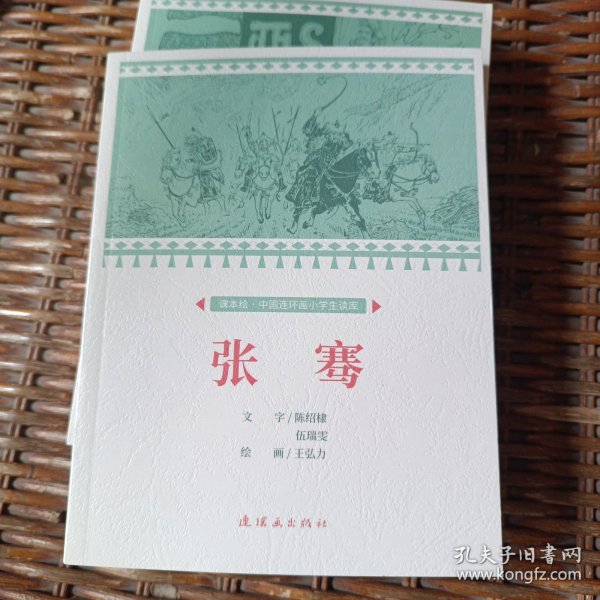 课本绘·中国连环画小学生读库
张骞
文 字/陈绍棣
伍瑞雯
绘 画/王弘力
连环画出版社
孔夫子旧书网
www.kongfz.com